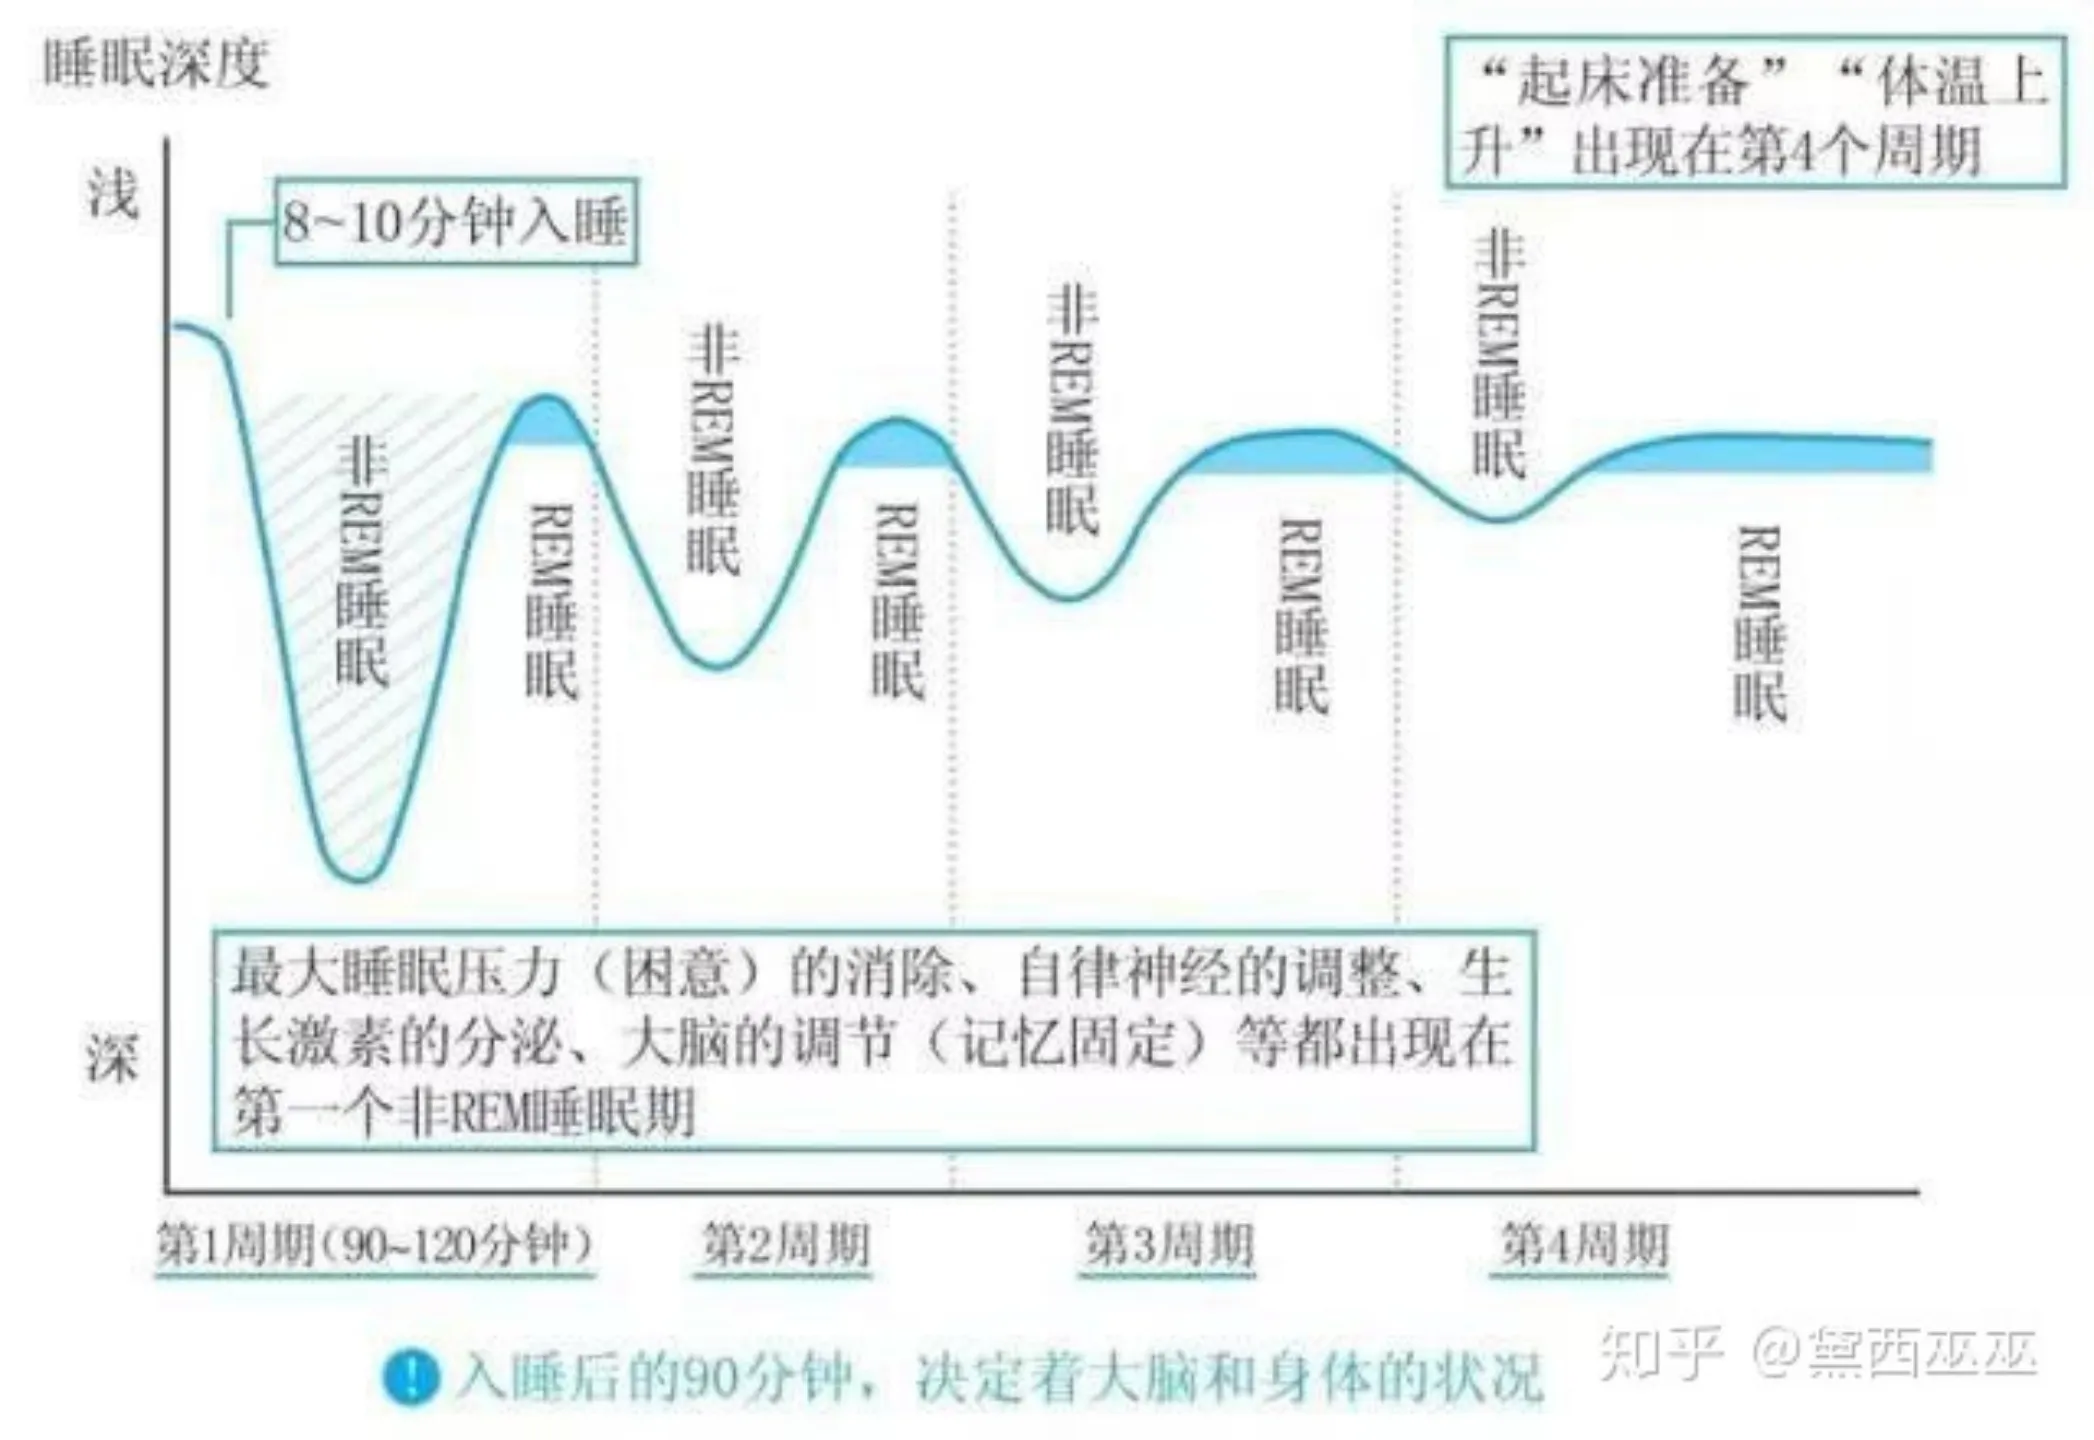 睡眠深度
浅
深
8~10分钟入睡
“起床准备”“体温上
升”出现在第4个周期
非REM睡眠
REM睡眠
非REM睡眠
REM睡眠
非REM睡眠
REM睡眠
非REM睡眠
REM睡眠
最大睡眠压力（困意）的消除、自律神经的调整、生
长激素的分泌、大脑的调节（记忆固定）等都出现在
第一个非REM睡眠期
第1周期（90~120分钟）
第2周期
第3周期
第4周期
! 入睡后的90分钟，决定着大脑和身体的状况
知乎 @黛西巫巫